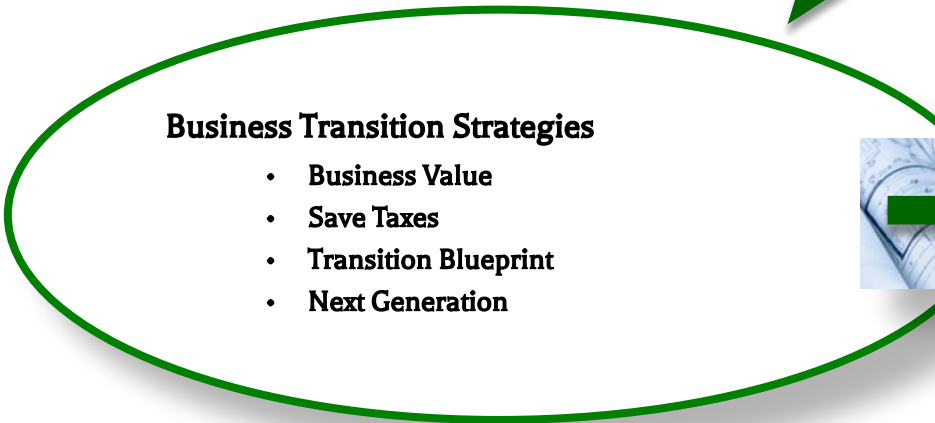 Business Transition Strategies
• Business Value
• Save Taxes
• Transition Blueprint
• Next Generation